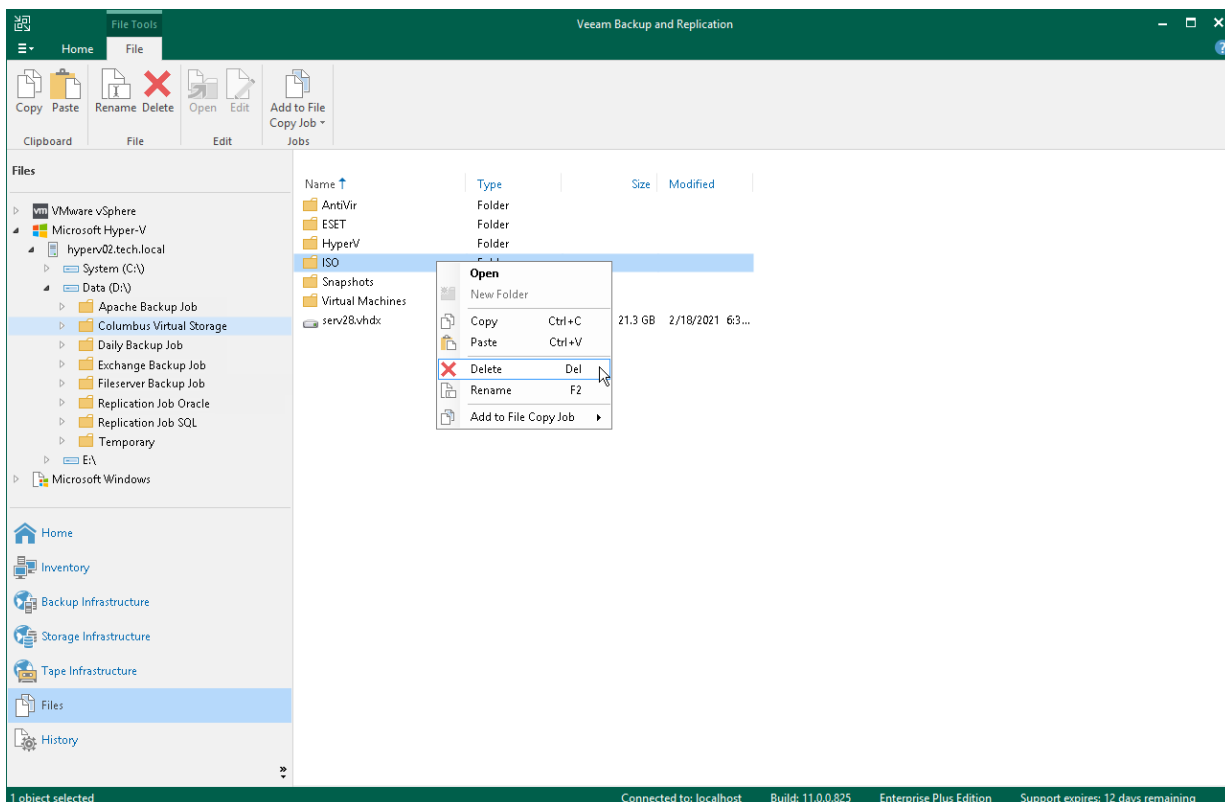 File Tools
Veeam Backup and Replication
Home File
Copy Paste Rename Delete Open Edit Add to File
Copy Job
Clipboard File Edit Jobs
Files
Name Type Size Modified
VMware vSphere
Microsoft Hyper-V
hyperv02.tech.local
System (C:\)
Data (D:\)
Apache Backup Job
Columbus Virtual Storage
Daily Backup Job
Exchange Backup Job
Fileserver Backup Job
Replication Job Oracle
Replication Job SQL
Temporary
E:\
Microsoft Windows
AntiVir Folder
ESET Folder
HyperV Folder
ISO
Snapshots
Virtual Machines
serv28.vhdx 21.3 GB 2/18/2021 6:3...
Open
New Folder
Copy Ctrl+C
Paste Ctrl+V
Delete Del
Rename F2
Add to File Copy Job
Home
Inventory
Backup Infrastructure
Storage Infrastructure
Tape Infrastructure
Files
History
1 object selected Connected to: localhost Build: 11.0.0.825 Enterprise Plus Edition Support expires: 12 days remaining